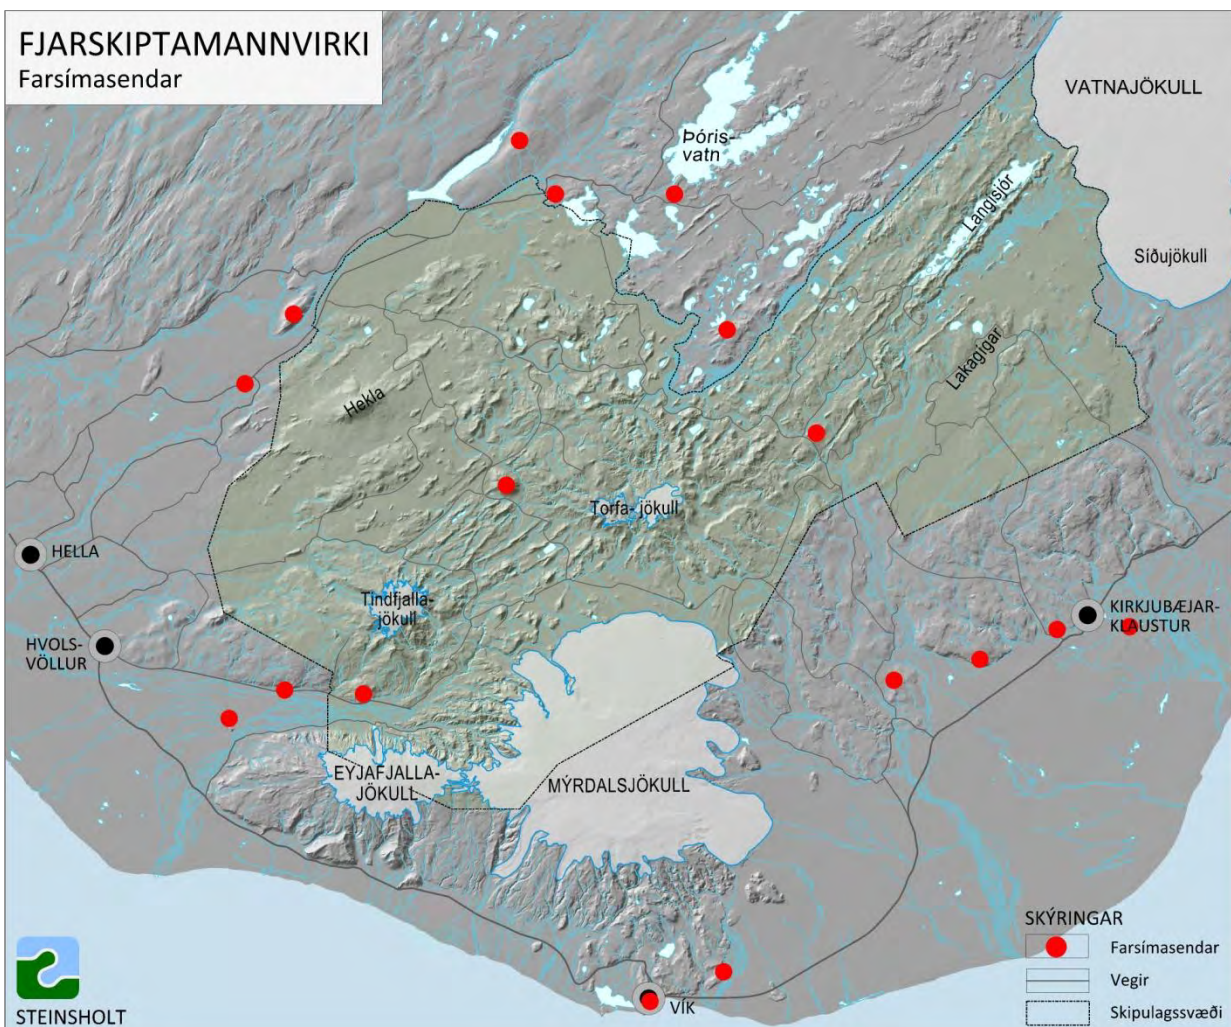 FJARSKIPTAMANNVIRKI
Farsímasendar
VATNAJÖKULL
Þóris-
vatn
Langisjór
Síðujökull
Lakagígar
Hekla
Torfa- jökull
HELLA
Tindfjalla-
jökull
KIRKJUBÆJAR-
KLAUSTUR
HVOLS-
VÖLLUR
EYJAFJALLA-
JÖKULL
MÝRDALSJÖKULL
SKÝRINGAR
Farsímasendar
Vegir
Skipulagssvæði
VÍK
STEINSHOLT